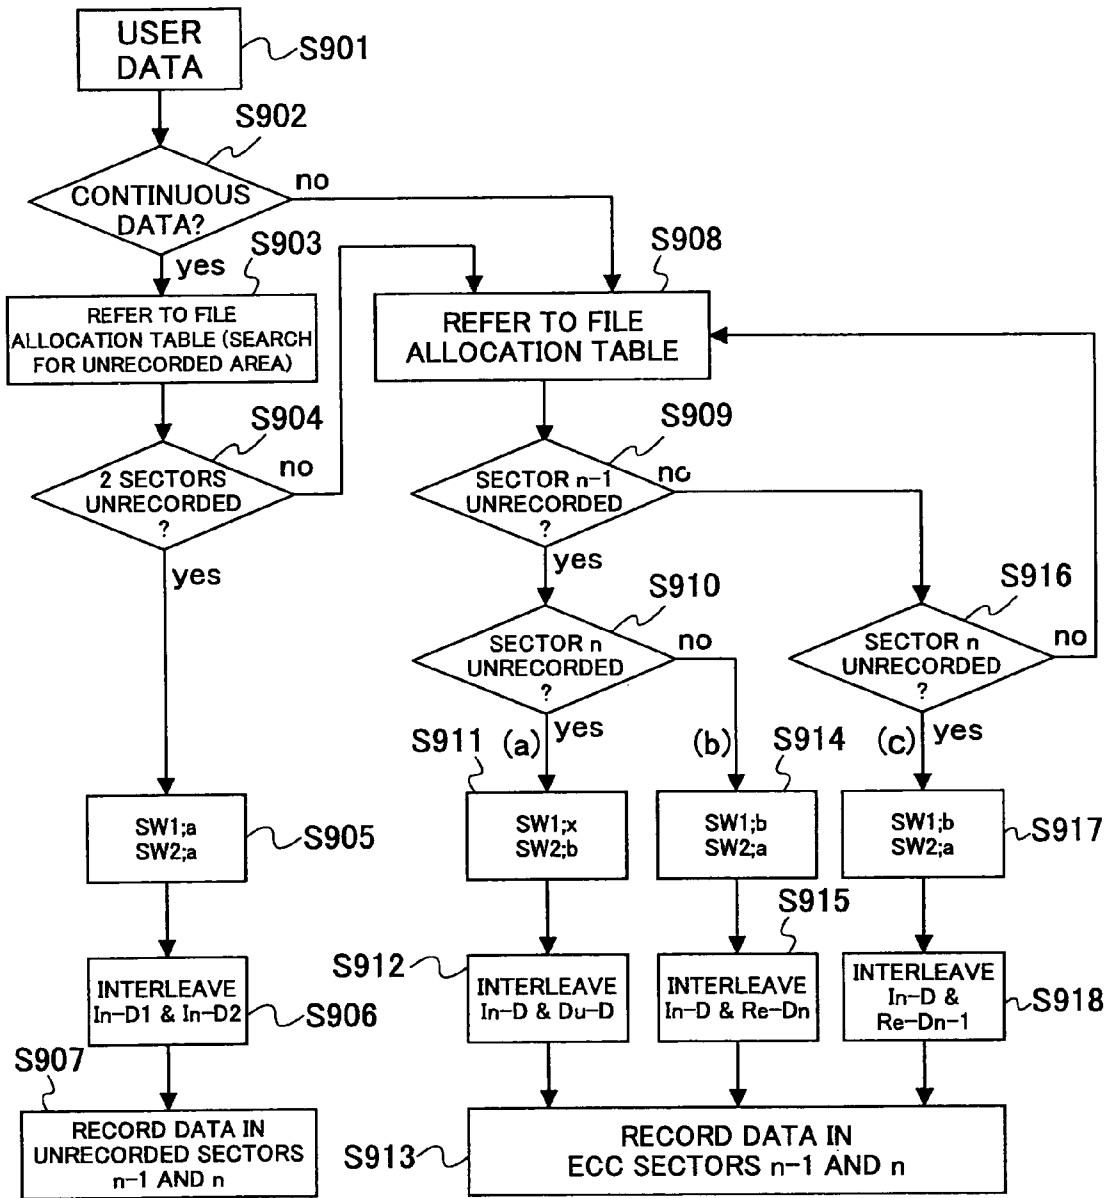 USER
DATA
S901
S902
CONTINUOUS
DATA?
no
yes
S903
REFER TO FILE
ALLOCATION TABLE (SEARCH
FOR UNRECORDED AREA)
S908
REFER TO FILE
ALLOCATION TABLE
S904
2 SECTORS
UNRECORDED
?
no
yes
S909
SECTOR n-1
UNRECORDED
?
no
yes
S910
SECTOR n
UNRECORDED
?
no
yes
S916
SECTOR n
UNRECORDED
?
no
yes
(a)
(b)
(c)
SW1;a
SW2;a
S905
S911
SW1;x
SW2;b
S914
SW1;b
SW2;a
SW1;b
SW2;a
S917
INTERLEAVE
In-D1 & In-D2
S906
S912
INTERLEAVE
In-D & Du-D
S915
INTERLEAVE
In-D & Re-Dn
INTERLEAVE
In-D &
Re-Dn-1
S918
S907
RECORD DATA IN
UNRECORDED SECTORS
n-1 AND n
S913
RECORD DATA IN
ECC SECTORS n-1 AND n